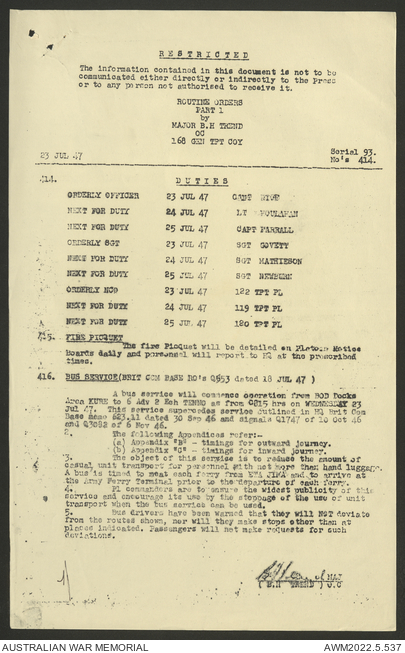 RESTRICTED
The information contained in this document is not to be
communicated either directly or indirectly to the Press
or to any person not authorised to receive it.
ROUTINE ORDERS
PART 1
by
MAJOR B.H TREND
OC
168 GEN TPT COY
23 JUL 47
Serial 93.
No's 414.
414.
DUTIES
ORDERLY OFFICER 23 JUL 47 CAPT
NEXT FOR DUTY 24 JUL 47 LT
NEXT FOR DUTY 25 JUL 47 CAPT FARRALL
ORDERLY SGT 23 JUL 47 SGT GOVETT
NEXT FOR DUTY 24 JUL 47 SGT MATHIESON
NEXT FOR DUTY 25 JUL 47 SGT
ORDERLY NCO 23 JUL 47 122 TPT PL
NEXT FOR DUTY 24 JUL 47 119 TPT PL
NEXT FOR DUTY 25 JUL 47 120 TPT PL
415. FIRE PICQUET
The fire Picquet will be detailed on Platoon Notice
Boards daily and personnel will report to HQ at the prescribed
times.
416. BUS SERVICE(BRIT COM BASE RO's Q953 dated 18 JUL 47 )
A bus service will commence operation from BOD Docks
Area KURE to 6 Adv 2 Ech TENNO as from 0815 hrs on WEDNESDAY 23
Jul 47. This service supercedes service outlined in HQ Brit Com
Base memo 623.11 dated 30 Sep 46 and signals Q1747 of 10 Oct 46
and Q3082 of 6 Nov 46.
2. The following Appendices refer:-
(a) Appendix "B" - timings for outward journey.
(b) Appendix "C" - timings for inward journey.
3. The object of this service is to reduce the amount of
casual unit transport for personnel with not more than hand luggage.
A bus is timed to meet each ferry from ETA JIMA and to arrive at
the Army Ferry Terminal prior to the departure of each ferry.
4. Pl commanders are to ensure the widest publicity of this
service and encourage its use by the stoppage of the use of unit
transport when the bus service can be used.
5. Bus drivers have been warned that they will NOT deviate
from the routes shown, nor will they make stops other than at
places indicated. Passengers will not make requests for such
deviations.
MAJ
( B.H TREND ) O.C
AUSTRALIAN WAR MEMORIAL
AWM2022.5.537